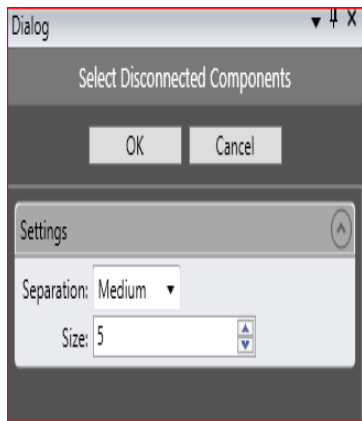 Dialog
Select Disconnected Components
OK Cancel
Settings
Separation: Medium
Size: 5